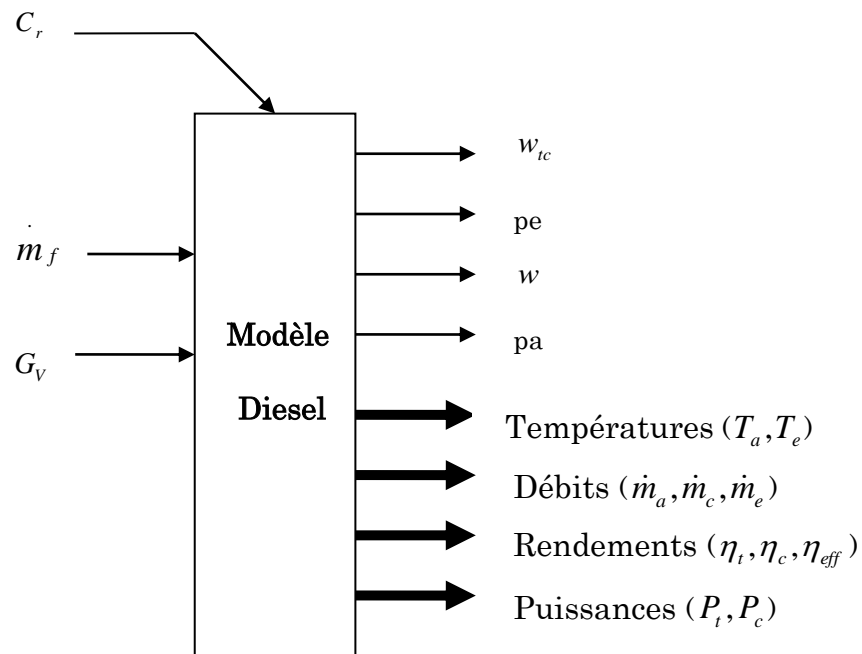 C_r
ṁ_f
G_V
Modèle
Diesel
w_tc
pe
w
pa
Températures (T_a,T_e)
Débits (ṁ_a,ṁ_c,ṁ_e)
Rendements (η_t,η_c,η_eff)
Puissances (P_t,P_c)